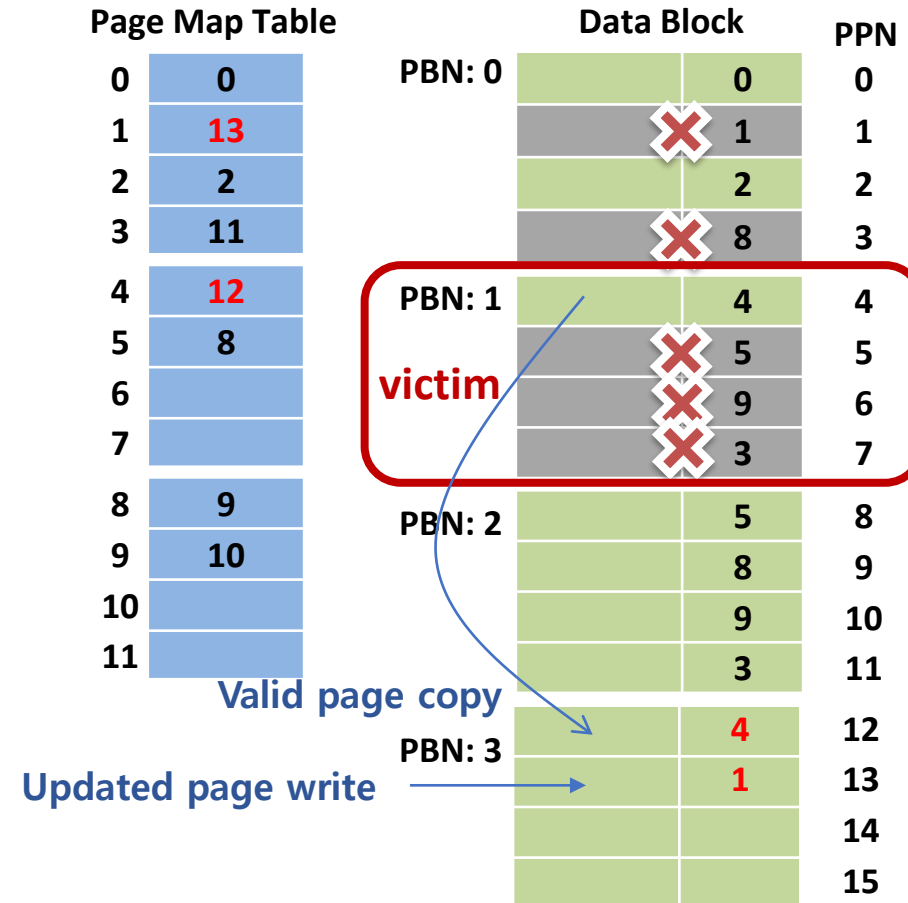 Page Map Table Data Block PPN
0 0 PBN: 0 0 0
1 13 1 1
2 2 2 2
3 11 8 3
4 12 PBN: 1 4 4
5 8 5 5
6 victim 9 6
7 3 7
8 9 PBN: 2 5 8
9 10 8 9
10 9 10
11 3 11
Valid page copy
4 12
PBN: 3
Updated page write 1 13
14
15